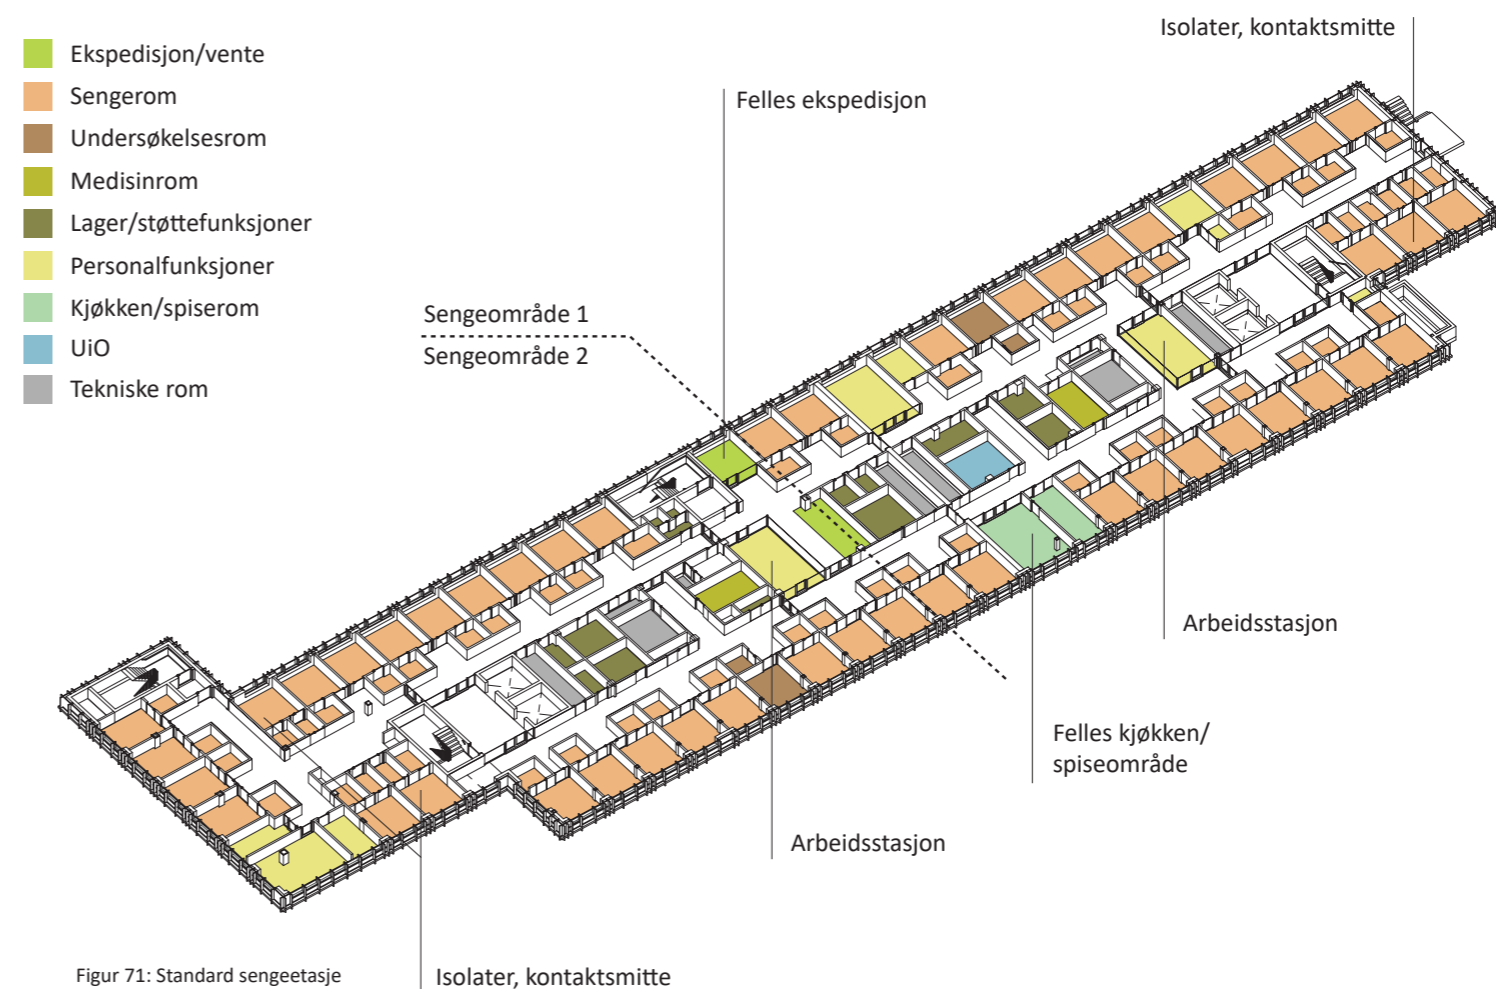 Ekspedisjon/vente
Sengerom
Undersøkelsesrom
Medisinrom
Lager/støttefunksjoner
Personalfunksjoner
Kjøkken/spiserom
UiO
Tekniske rom
Isolater, kontaktsmitte
Felles ekspedisjon
Sengeområde 1
Sengeområde 2
Arbeidsstasjon
Felles kjøkken/
spiseområde
Arbeidsstasjon
Isolater, kontaktsmitte
Figur 71: Standard sengeetasje